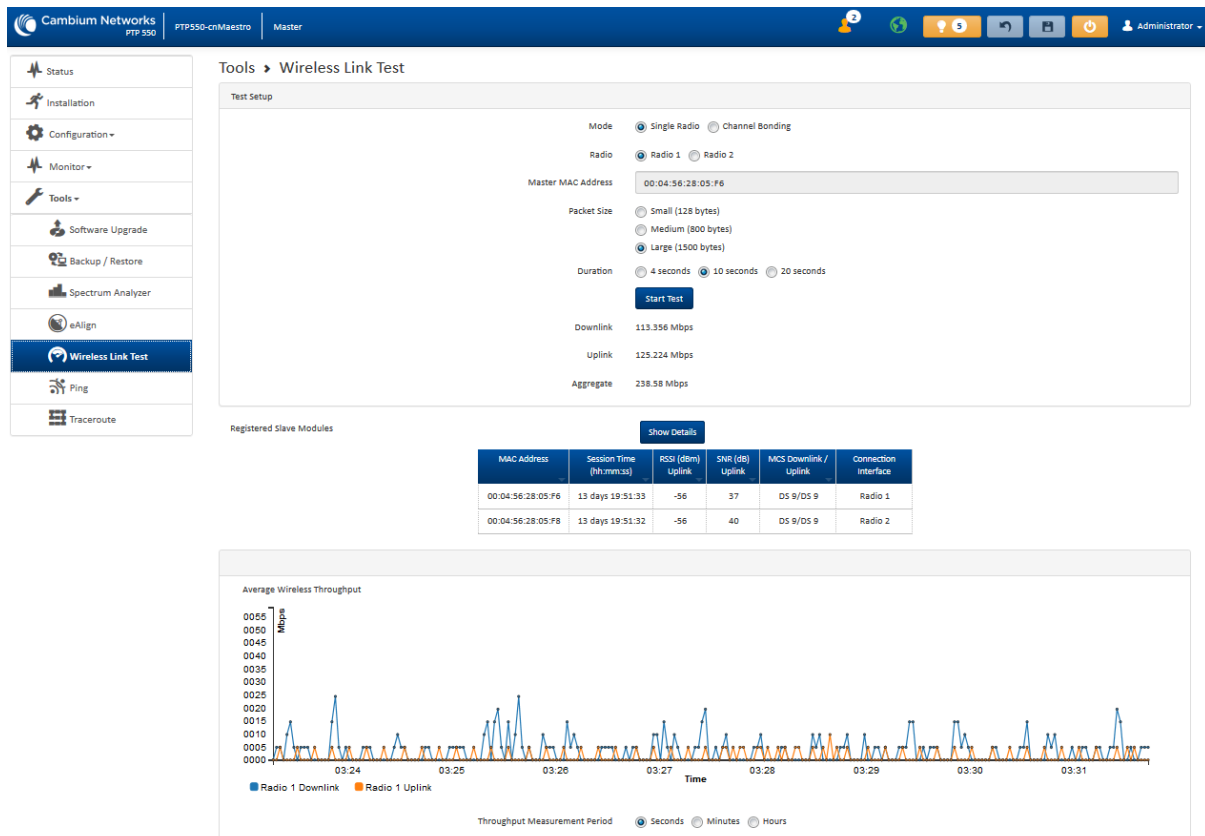 Cambium Networks
PTP 550
PTP550-cnMaestro
Master
2
5
Administrator
Status
Installation
Configuration
Monitor
Tools
Software Upgrade
Backup / Restore
Spectrum Analyzer
eAlign
Wireless Link Test
Ping
Traceroute
Tools > Wireless Link Test
Test Setup
Mode Single Radio Channel Bonding
Radio Radio 1 Radio 2
Master MAC Address 00:04:56:28:05:F6
Packet Size Small (128 bytes)
Medium (800 bytes)
Large (1500 bytes)
Duration 4 seconds 10 seconds 20 seconds
Start Test
Downlink 113.356 Mbps
Uplink 125.224 Mbps
Aggregate 238.58 Mbps
Registered Slave Modules Show Details
MAC Address Session Time (hh:mm:ss) RSSI (dBm) Uplink SNR (dB) Uplink MCS Downlink / Uplink Connection Interface
00:04:56:28:05:F6 13 days 19:51:33 -56 37 DS 9/DS 9 Radio 1
00:04:56:28:05:F8 13 days 19:51:32 -56 40 DS 9/DS 9 Radio 2
Average Wireless Throughput
Mbps
0055
0050
0045
0040
0035
0030
0025
0020
0015
0010
0005
0000
03:24 03:25 03:26 03:27 03:28 03:29 03:30 03:31
Time
Radio 1 Downlink Radio 1 Uplink
Throughput Measurement Period Seconds Minutes Hours